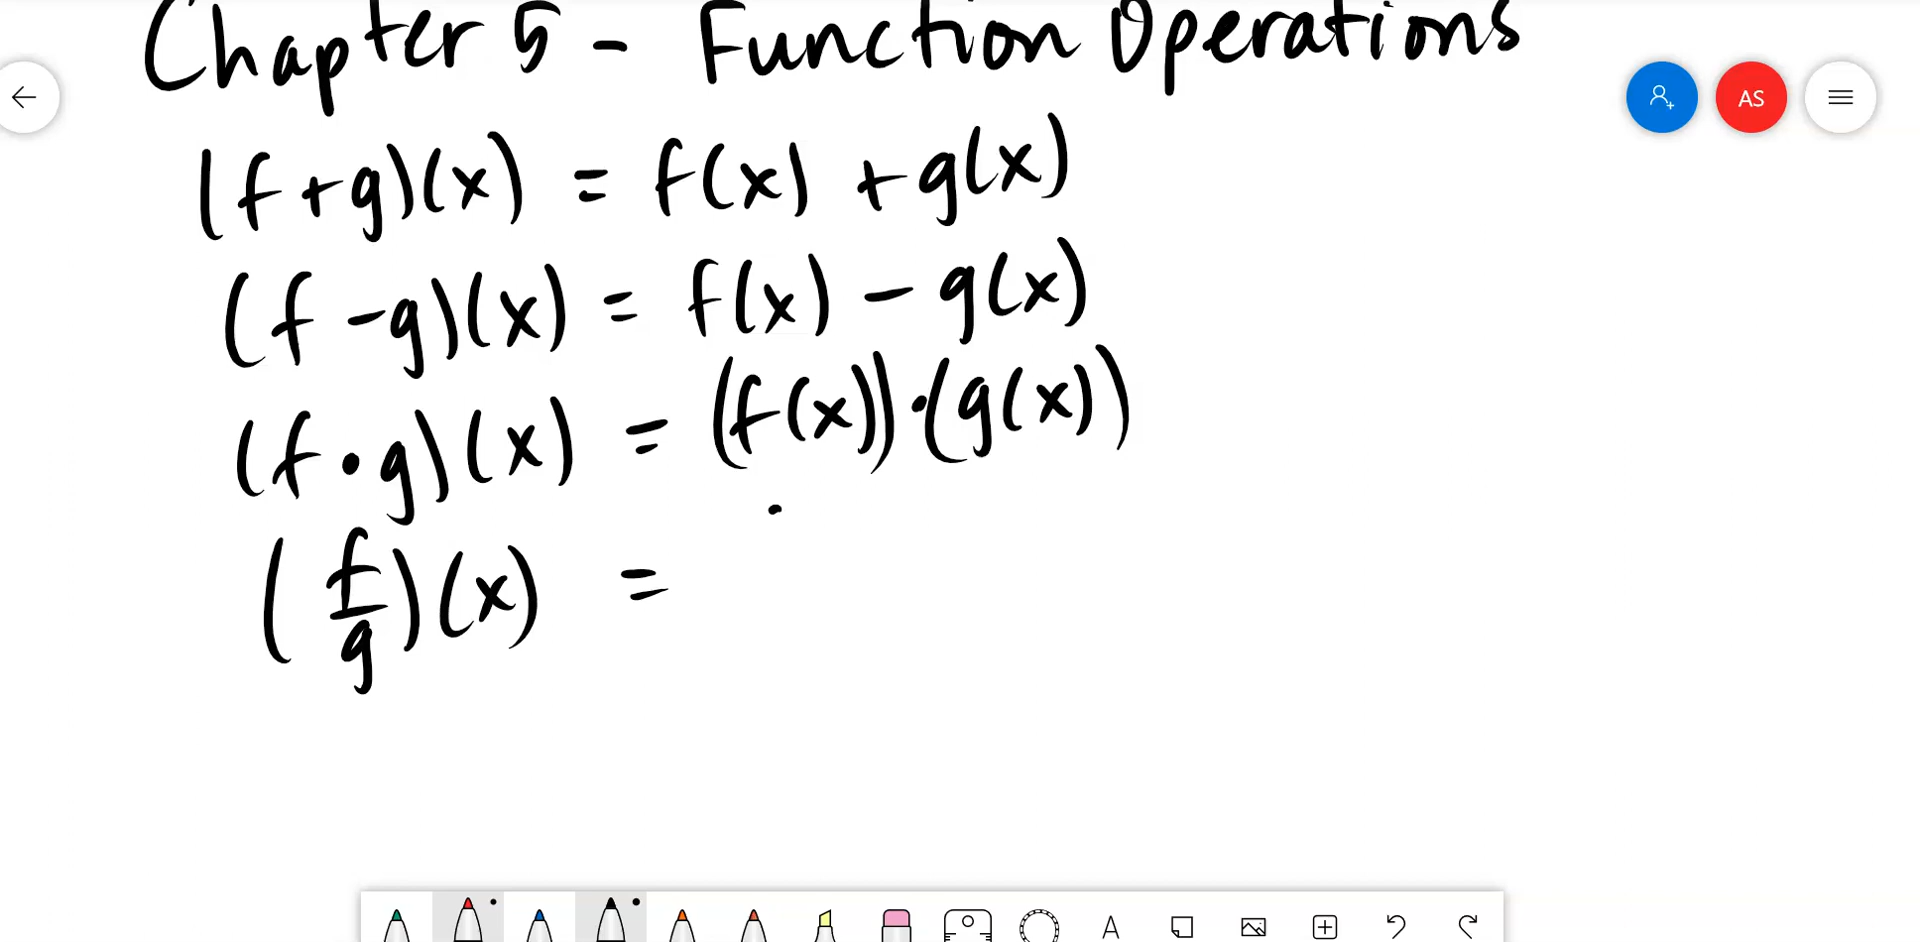 Chapter 5 - Function Operations
AS
(f+g)(x) = f(x) + g(x)
(f-g)(x) = f(x) - g(x)
(f•g)(x) = (f(x))•(g(x))
(f/g)(x) =
A